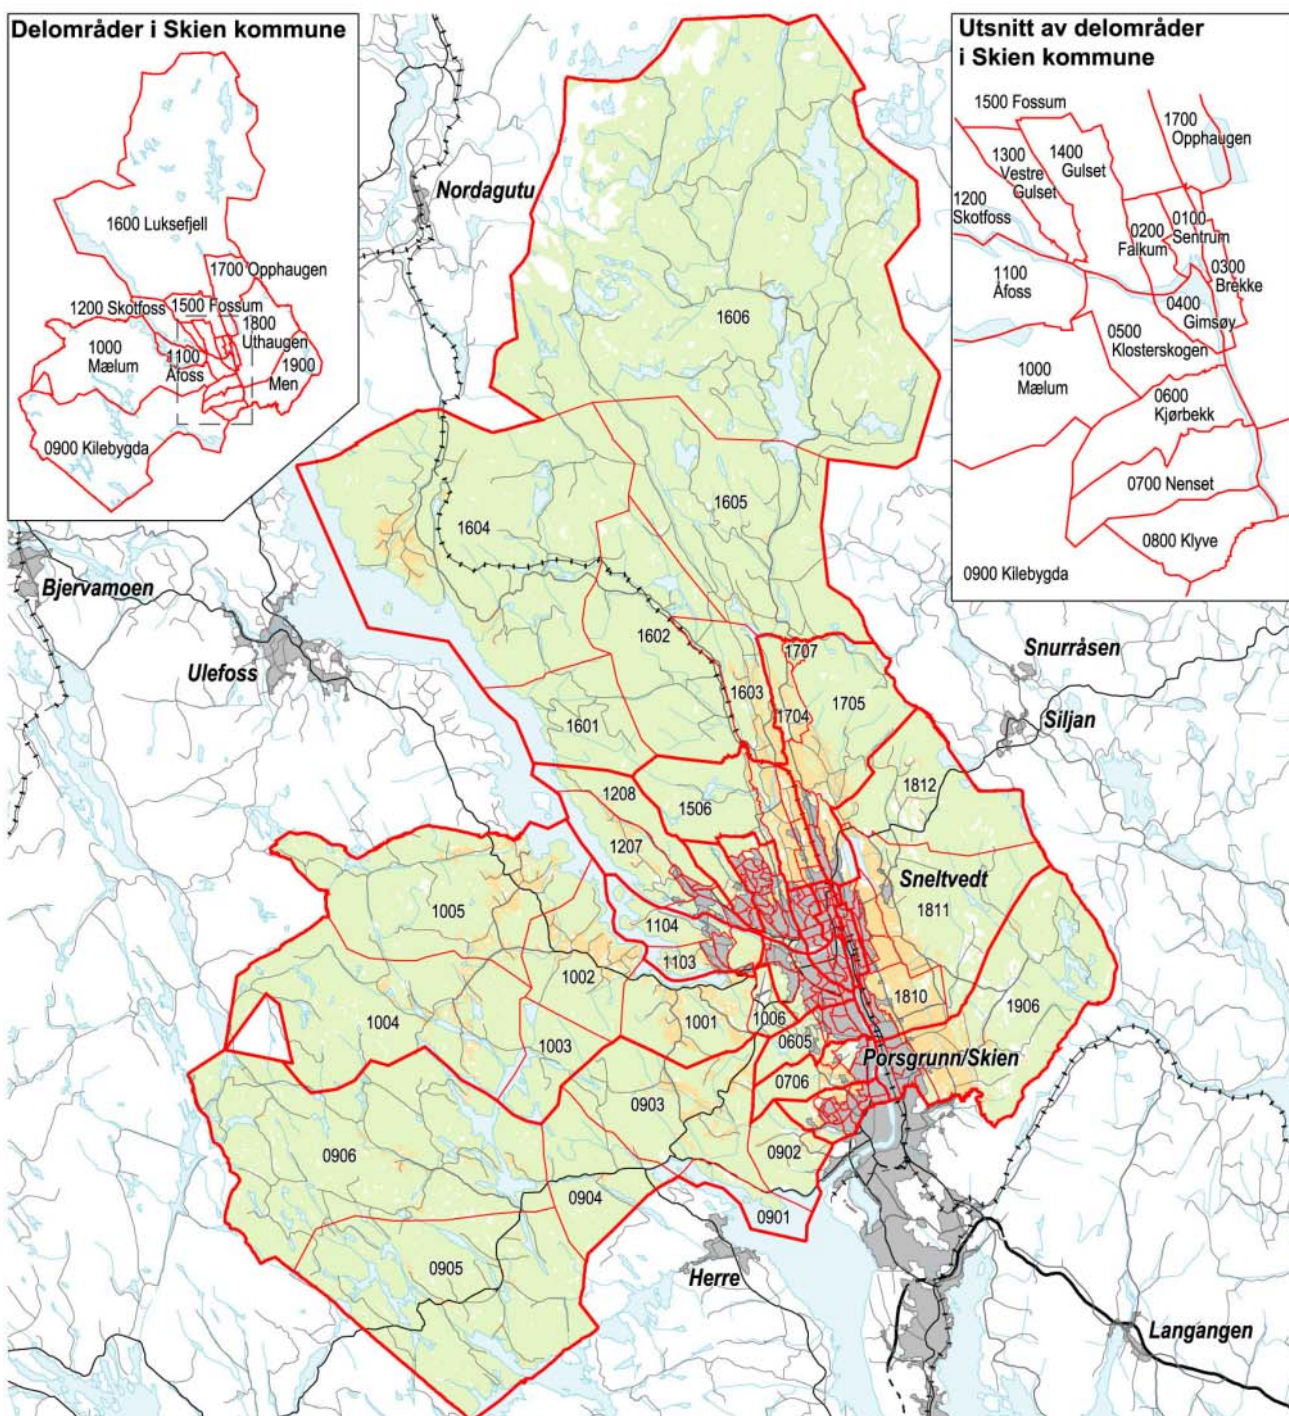 Delområder i Skien kommune
1600 Luksefjell
1700 Opphaugen
1200 Skotfoss
1500 Fossum
1800
Uthaugen
1000
Mælum
1100
Åfoss
1900
Men
0900 Kilebygda
Utsnitt av delområder
i Skien kommune
1500 Fossum
1700
Opphaugen
1300
Vestre
Gulset
1400
Gulset
1200
Skotfoss
0200
Falkum
0100
Sentrum
1100
Åfoss
0300
Brekke
0400
Gimsøy
0500
Klosterskogen
1000
Mælum
0600
Kjørbekk
0700 Nenset
0800 Klyve
0900 Kilebygda
Nordagutu
1606
1605
1604
Bjervamoen
Ulefoss
1602
1707
Snurråsen
1603
1705
1704
Siljan
1601
1208
1506
1812
1207
Sneltvedt
1005
1811
1104
1103
1002
1810
1906
1004
1003
1001
1006
0605
Porsgrunn/Skien
0706
0903
0906
0902
0904
0901
0905
Herre
Langangen